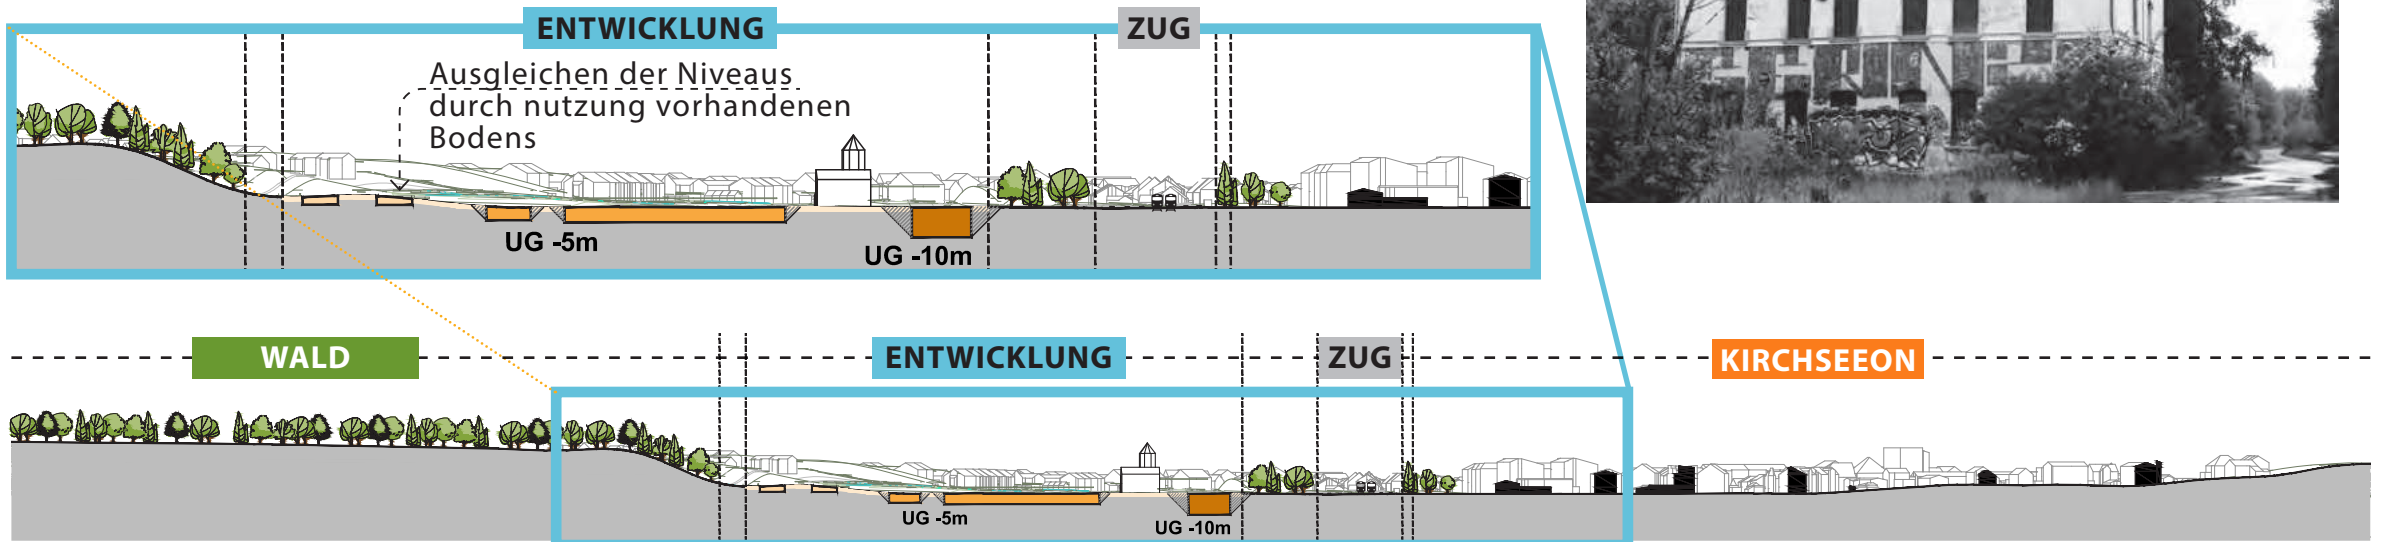 ENTWICKLUNG
ZUG
Ausgleichen der Niveaus
durch nutzung vorhandenen
Bodens
UG -5m
UG -10m
WALD
ENTWICKLUNG
ZUG
KIRCHSEEON
UG -5m
UG -10m